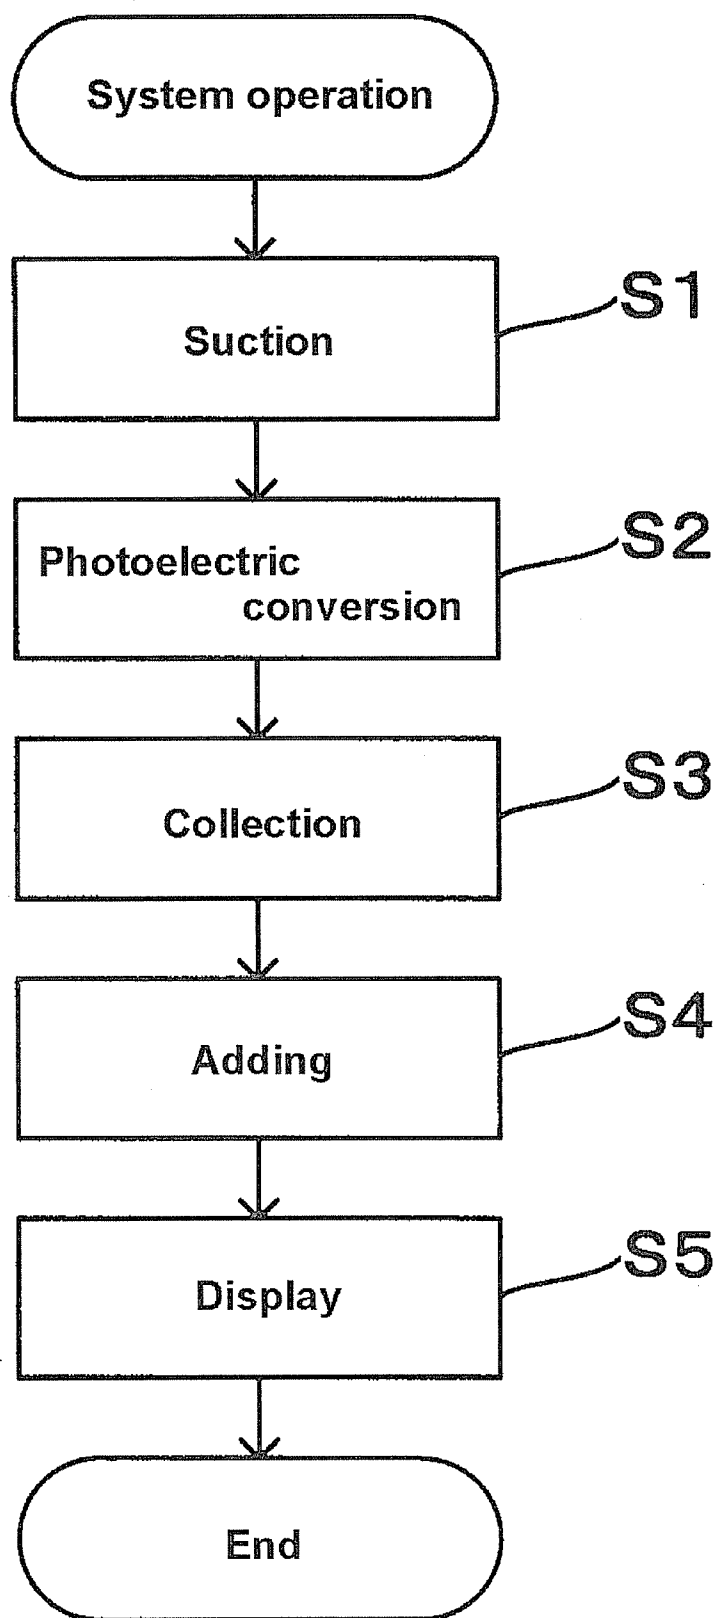 System operation
Suction
S1
Photoelectric
conversion
S2
Collection
S3
Adding
S4
Display
S5
End